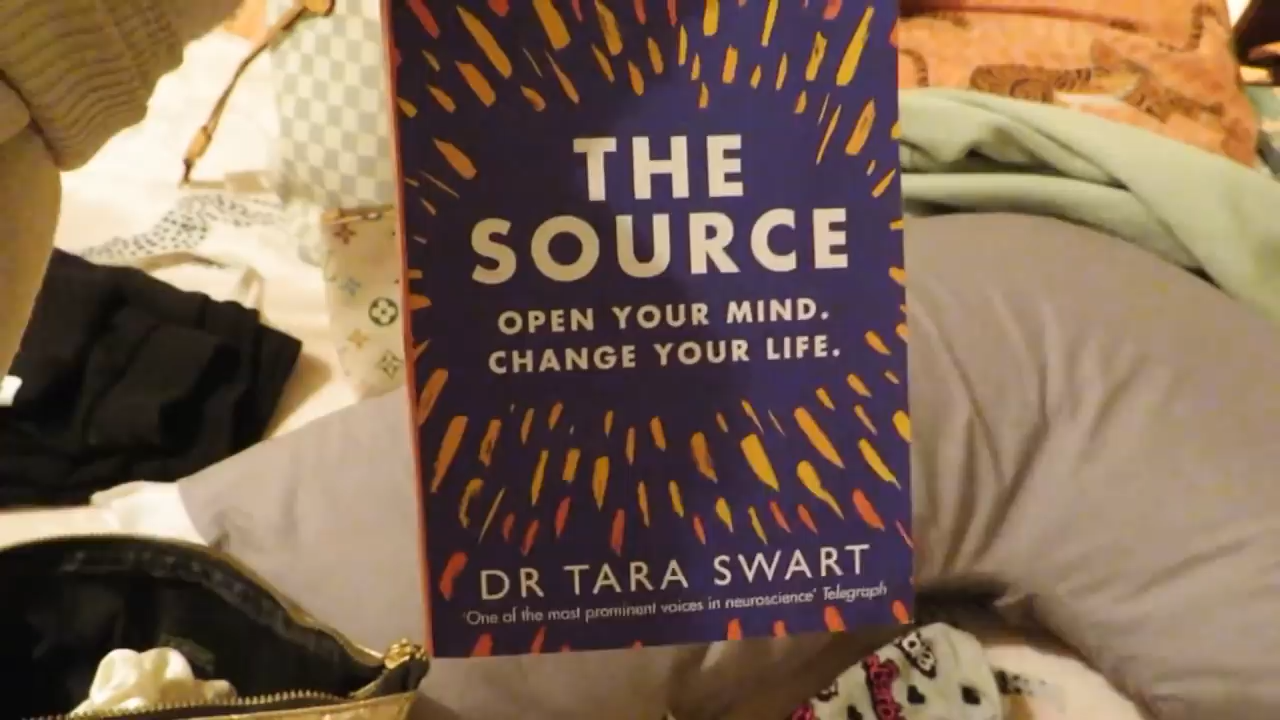 THE
SOURCE
OPEN YOUR MIND.
CHANGE YOUR LIFE.
DR TARA SWART
'One of the most prominent voices in neuroscience' Telegraph